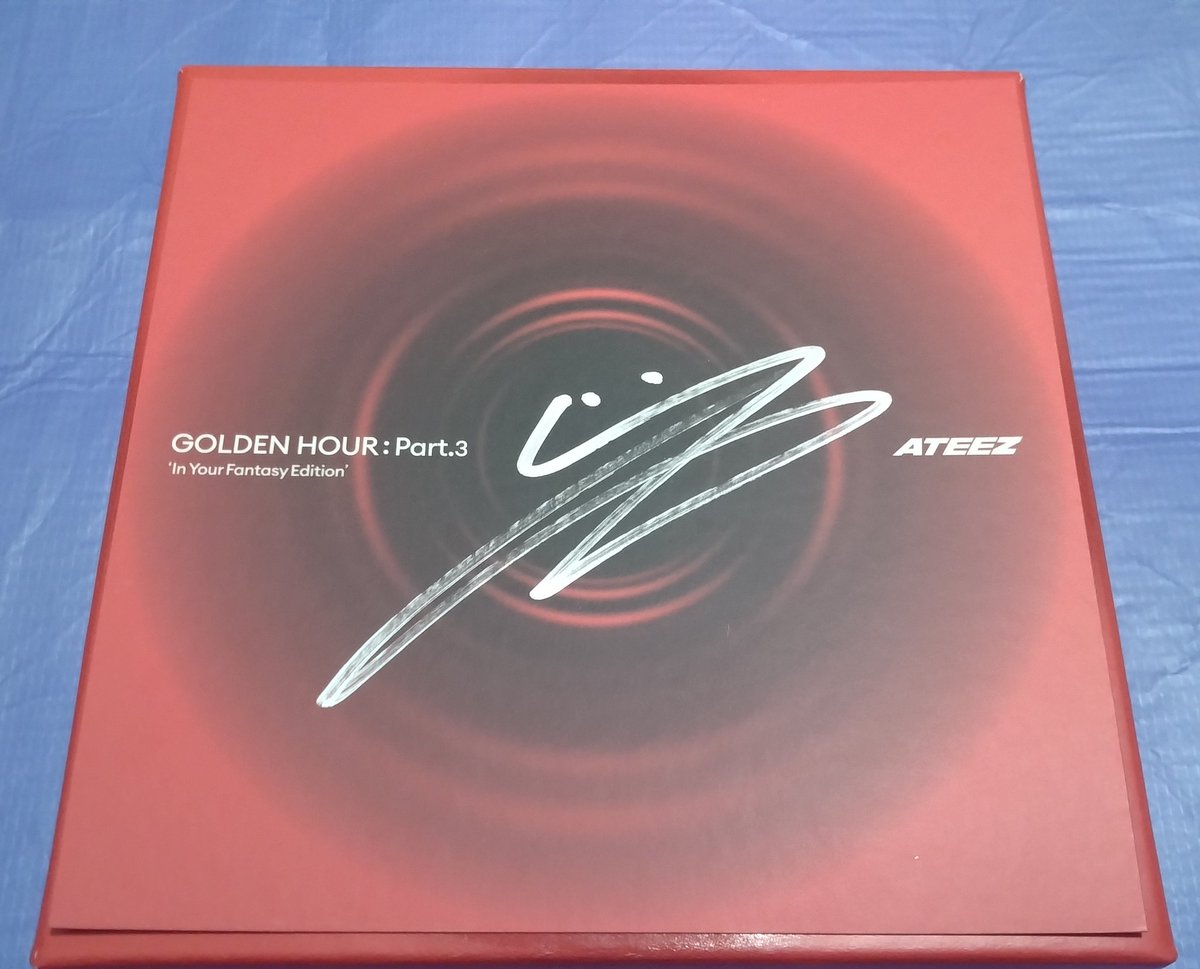 GOLDEN HOUR : Part.3
'In Your Fantasy Edition'
ATEEZ